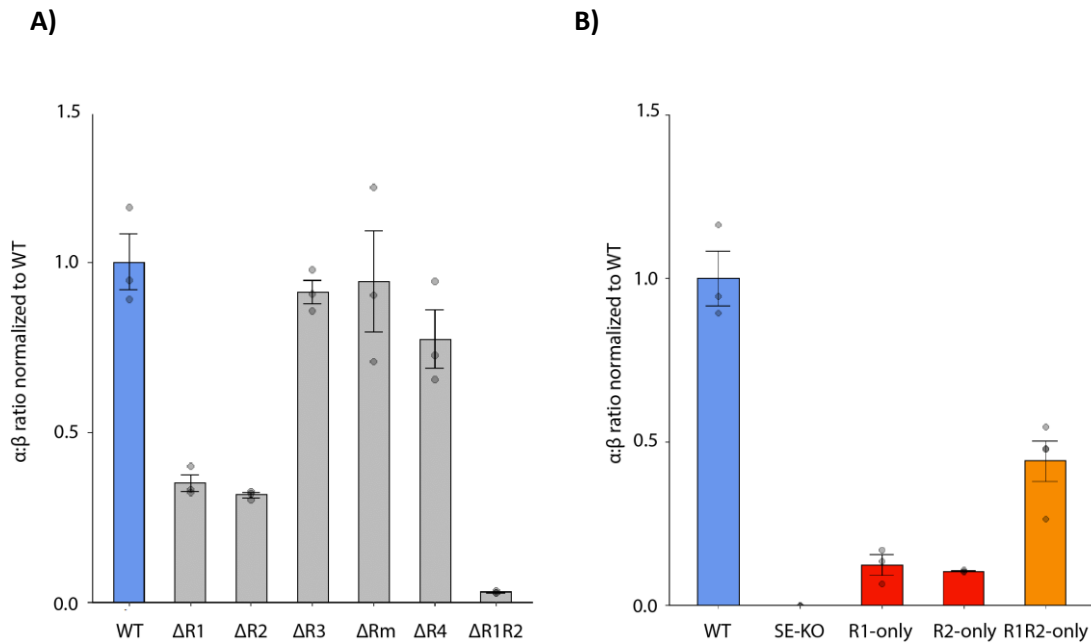 A)
B)
α:β ratio normalized to WT
1.5
1.0
0.5
0.0
WT ΔR1 ΔR2 ΔR3 ΔRm ΔR4 ΔR1R2
α:β ratio normalized to WT
1.5
1.0
0.5
0.0
WT SE-KO R1-only R2-only R1R2-only